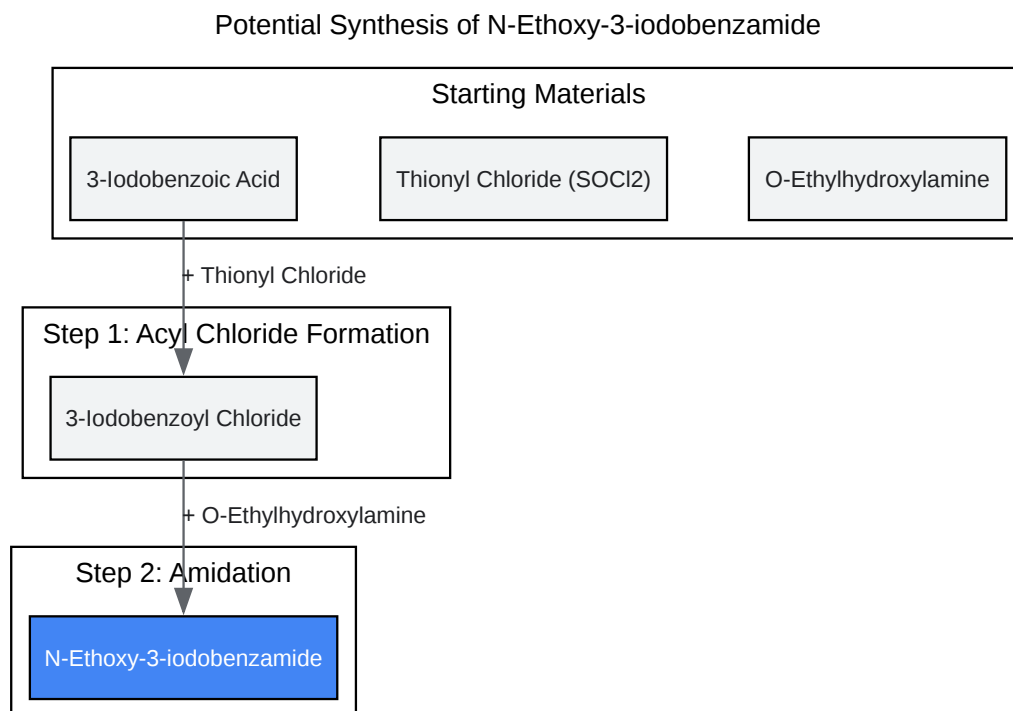 Potential Synthesis of N-Ethoxy-3-iodobenzamide
Starting Materials
3-Iodobenzoic Acid
Thionyl Chloride (SOCl2)
O-Ethylhydroxylamine
+ Thionyl Chloride
Step 1: Acyl Chloride Formation
3-Iodobenzoyl Chloride
+ O-Ethylhydroxylamine
Step 2: Amidation
N-Ethoxy-3-iodobenzamide